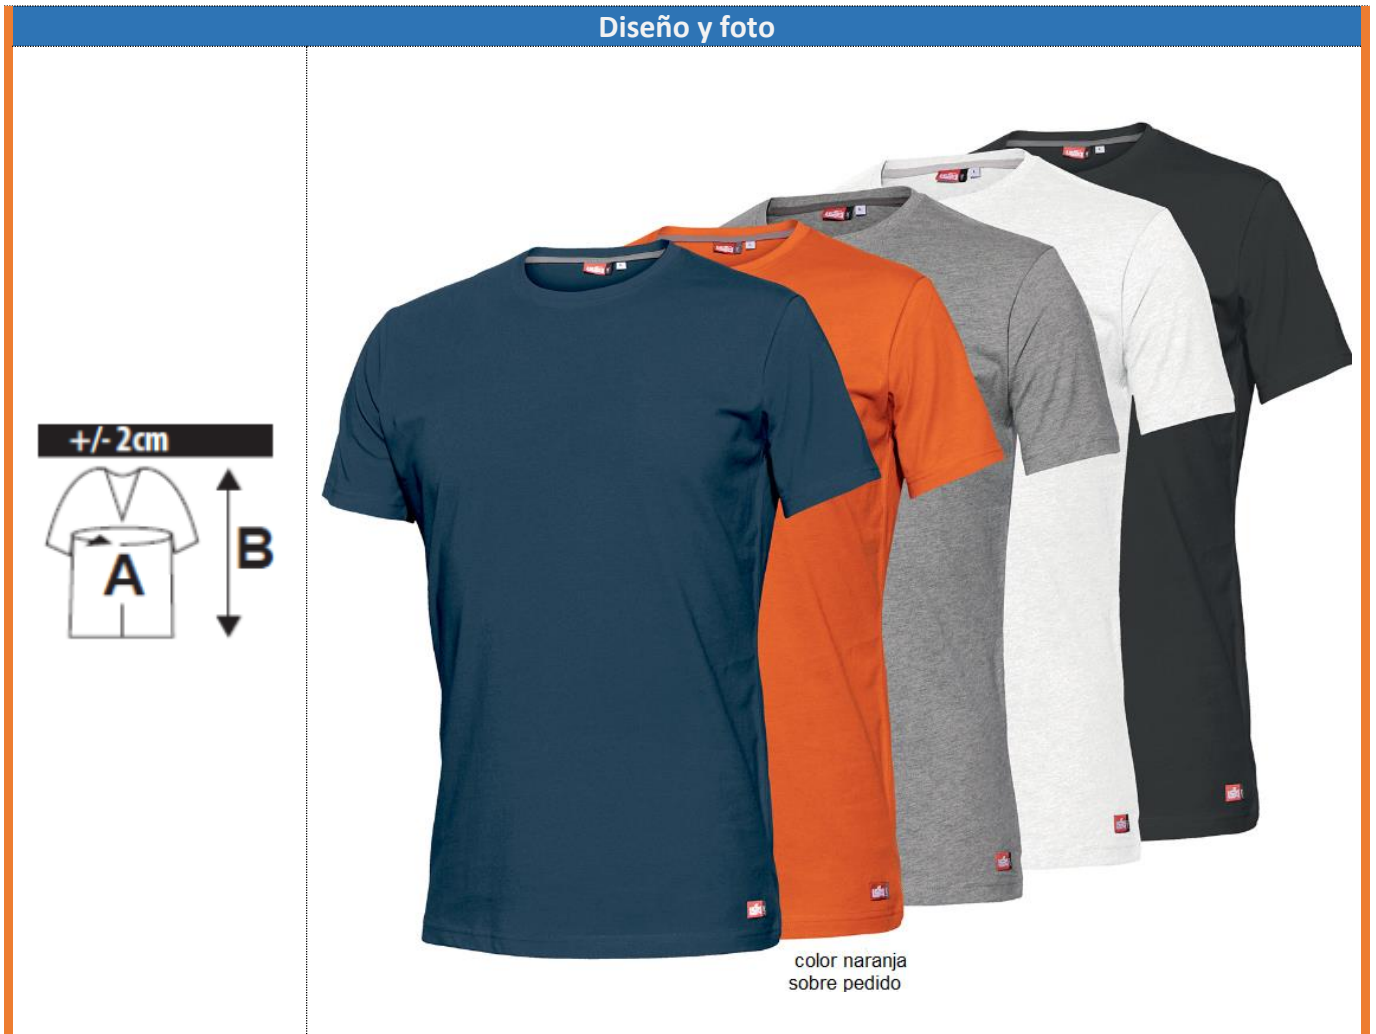 Diseño y foto
+/- 2cm
A
B
color naranja
sobre pedido